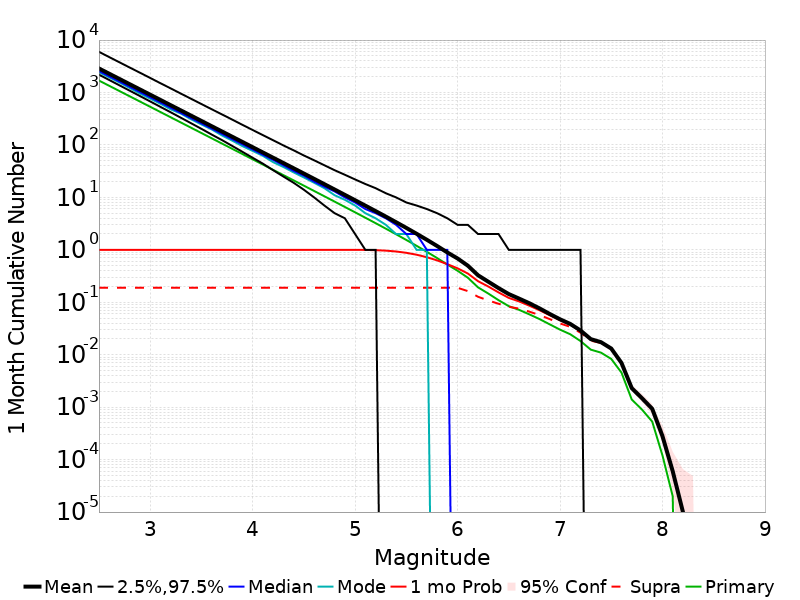 10^4
10^3
10^2
10^1
10^0
10^-1
10^-2
10^-3
10^-4
10^-5
1 Month Cumulative Number
3 4 5 6 7 8 9
Magnitude
Mean 2.5%,97.5% Median Mode 1 mo Prob 95% Conf Supra Primary